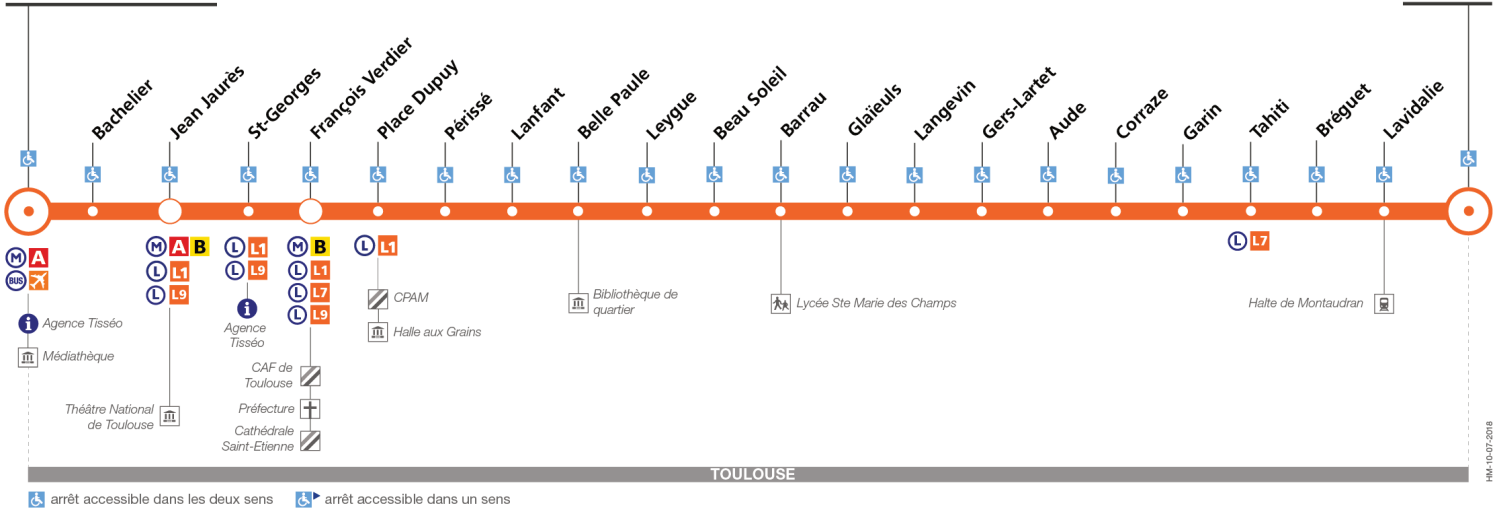 Bachelier
Jean Jaurès
St-Georges
François Verdier
Place Dupuy
Périssé
Lanfant
Belle Paule
Leygue
Beau Soleil
Barrau
Glaïeuls
Langevin
Gers-Lartet
Aude
Corraze
Garin
Tahiti
Bréguet
Lavidalie
M A
BUS
Agence Tisséo
Médiathèque
M A B
L L1
L L9
Théâtre National
de Toulouse
L L1
L L9
Agence
Tisséo
M B
L L1
L L7
L L9
CAF de
Toulouse
Préfecture
Cathédrale
Saint-Etienne
L L1
CPAM
Halle aux Grains
Bibliothèque de
quartier
Lycée Ste Marie des Champs
L L7
Halte de Montaudran
TOULOUSE
arrêt accessible dans les deux sens
arrêt accessible dans un sens
HM-10-07-2018